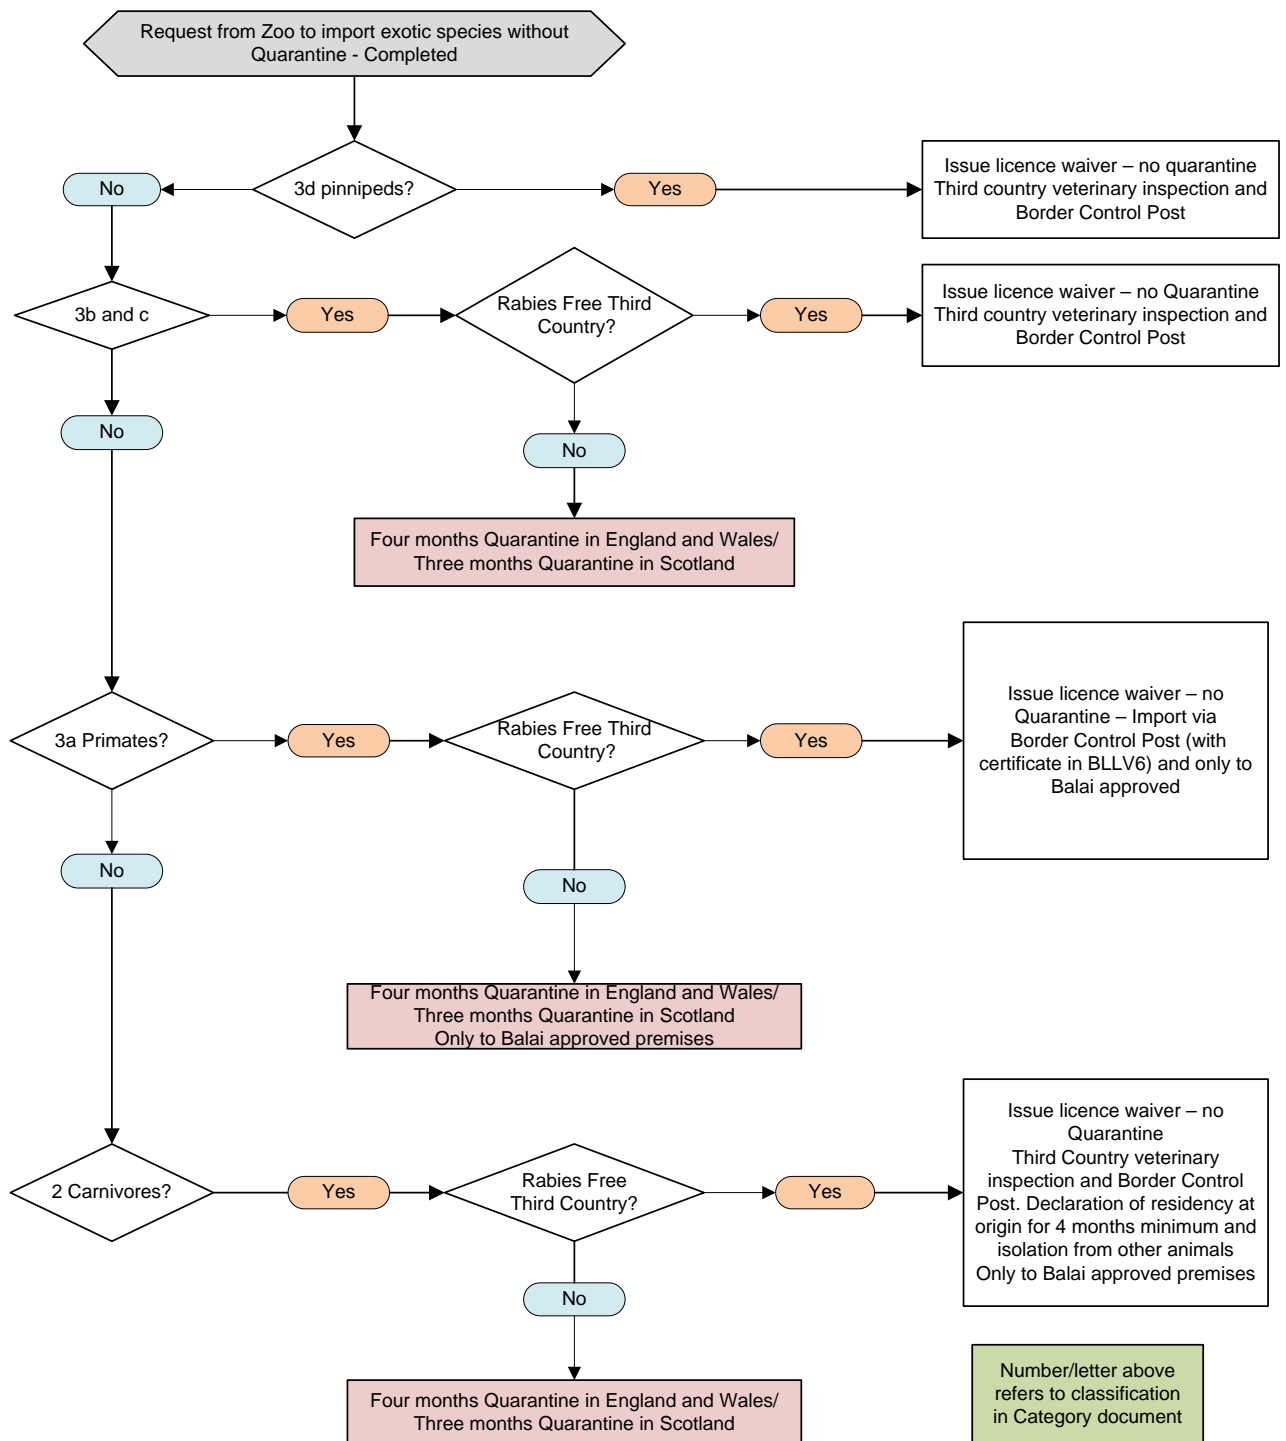 Request from Zoo to import exotic species without
Quarantine - Completed
3d pinnipeds?
No
Yes
Issue licence waiver – no quarantine
Third country veterinary inspection and
Border Control Post
3b and c
Yes
Rabies Free Third
Country?
Yes
Issue licence waiver – no Quarantine
Third country veterinary inspection and
Border Control Post
No
No
Four months Quarantine in England and Wales/
Three months Quarantine in Scotland
3a Primates?
Yes
Rabies Free Third
Country?
Yes
Issue licence waiver – no
Quarantine – Import via
Border Control Post (with
certificate in BLLV6) and only to
Balai approved
No
No
Four months Quarantine in England and Wales/
Three months Quarantine in Scotland
Only to Balai approved premises
2 Carnivores?
Yes
Rabies Free
Third Country?
Yes
Issue licence waiver – no
Quarantine
Third Country veterinary
inspection and Border Control
Post. Declaration of residency at
origin for 4 months minimum and
isolation from other animals
Only to Balai approved premises
No
Four months Quarantine in England and Wales/
Three months Quarantine in Scotland
Number/letter above
refers to classification
in Category document